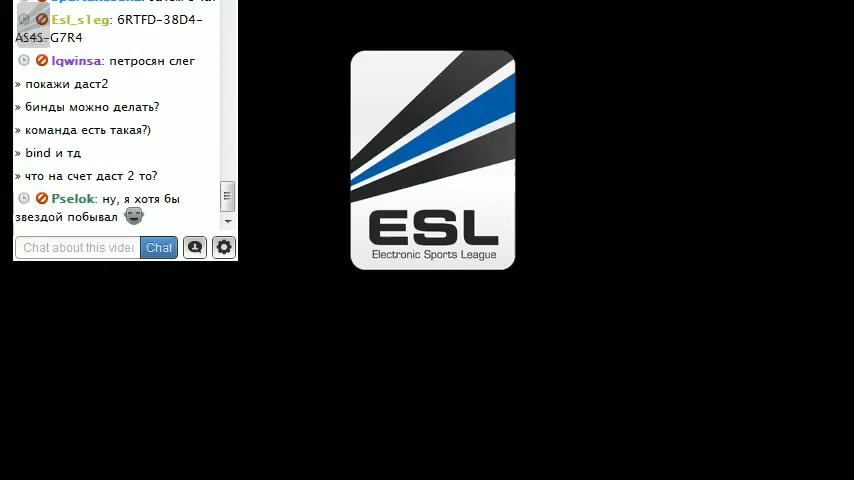 Esl_s1eg: 6RTFD-38D4-
AS4S-G7R4
lqwinsa: петросян слег
» покажи даст2
» бинды можно делать?
» команда есть такая?)
» bind и тд
» что на счет даст 2 то?
Pselok: ну, я хотя бы
звездой побывал
Chat about this video
Chat
ESL
Electronic Sports League